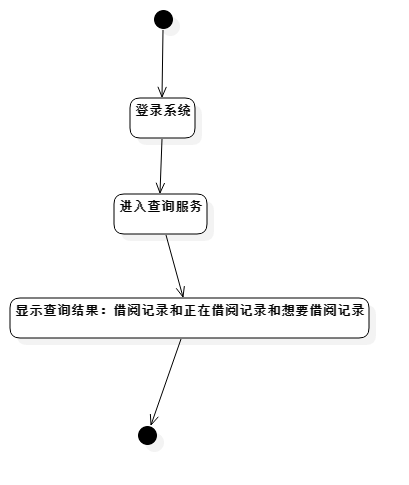 登录系统
进入查询服务
显示查询结果：借阅记录和正在借阅记录和想要借阅记录